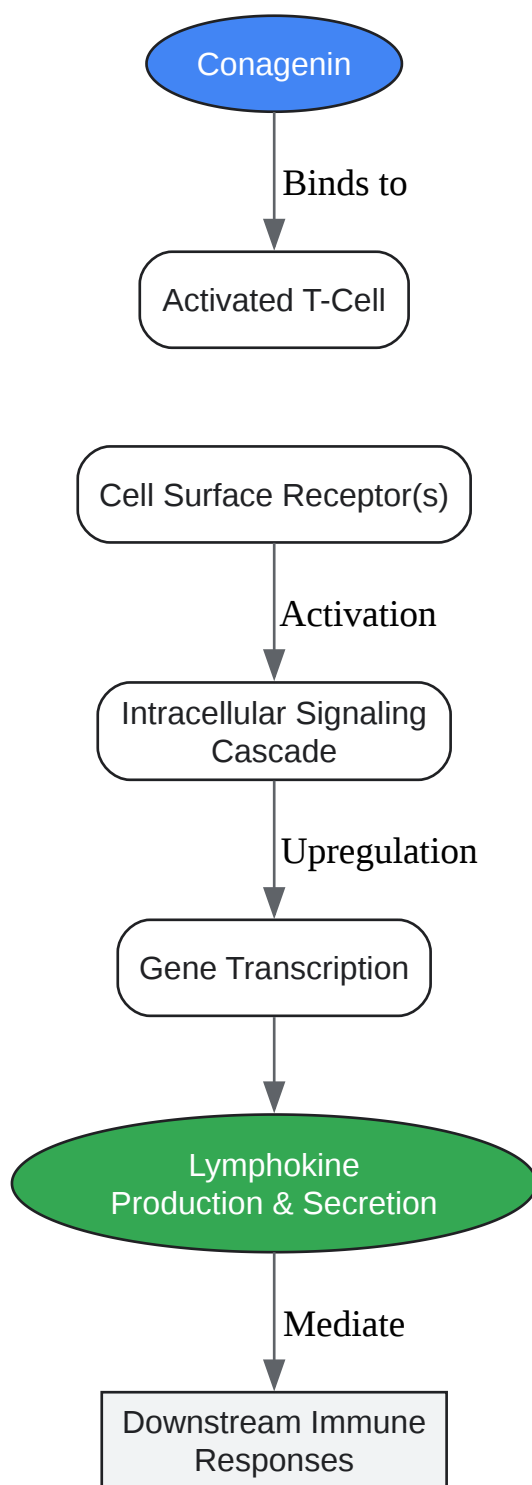 Conagenin
Binds to
Activated T-Cell
Cell Surface Receptor(s)
Activation
Intracellular Signaling
Cascade
Upregulation
Gene Transcription
Lymphokine
Production & Secretion
Mediate
Downstream Immune
Responses